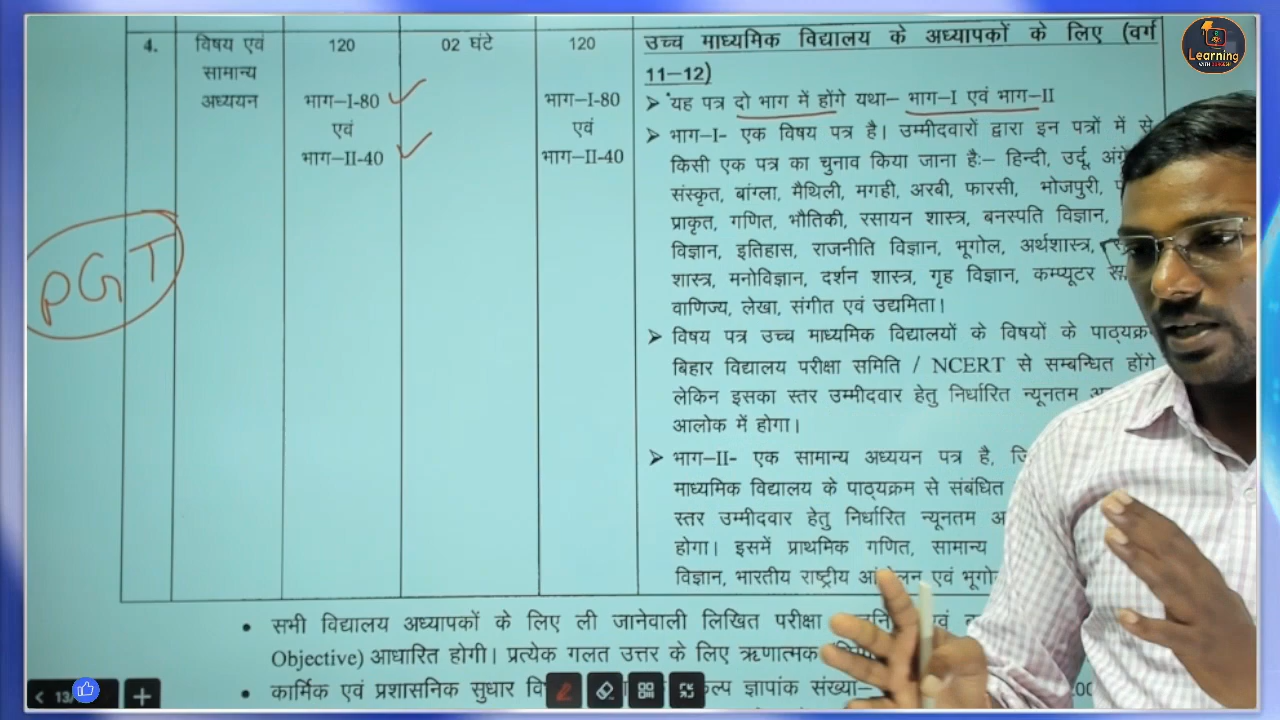 4.
विषय एवं
सामान्य
अध्ययन
120
भाग–I-80
एवं
भाग–II-40
02 घंटे
120
भाग–I-80
एवं
भाग–II-40
उच्च माध्यमिक विद्यालय के अध्यापकों के लिए (वर्ग
11–12)
➢ यह पत्र दो भाग में होंगे यथा– भाग–I एवं भाग–II
➢ भाग–I- एक विषय पत्र है। उम्मीदवारों द्वारा इन पत्रों में से
किसी एक पत्र का चुनाव किया जाना हैः– हिन्दी, उर्दू,
संस्कृत, बांग्ला, मैथिली, मगही, अरबी, फारसी, भोजपुरी,
प्राकृत, गणित, भौतिकी, रसायन शास्त्र, बनस्पति विज्ञान,
विज्ञान, इतिहास, राजनीति विज्ञान, भूगोल, अर्थशास्त्र,
शास्त्र, मनोविज्ञान, दर्शन शास्त्र, गृह विज्ञान, कम्प्यूटर
वाणिज्य, लेखा, संगीत एवं उद्यमिता।
➢ विषय पत्र उच्च माध्यमिक विद्यालयों के विषयों के
बिहार विद्यालय परीक्षा समिति / NCERT से सम्बन्धित होंगे
लेकिन इसका स्तर उम्मीदवार हेतु निर्धारित न्यूनतम
आलोक में होगा।
➢ भाग–II- एक सामान्य अध्ययन पत्र है,
माध्यमिक विद्यालय के पाठ्यक्रम से संबंधित
स्तर उम्मीदवार हेतु निर्धारित न्यूनतम
होगा। इसमें प्राथमिक गणित, सामान्य
विज्ञान, भारतीय राष्ट्रीय आंदोलन एवं
PGT
• सभी विद्यालय अध्यापकों के लिए ली जानेवाली लिखित परीक्षा
Objective) आधारित होगी। प्रत्येक गलत उत्तर के लिए ऋणात्मक
• कार्मिक एवं प्रशासनिक सुधार
ज्ञापांक संख्या–
Learning
13/